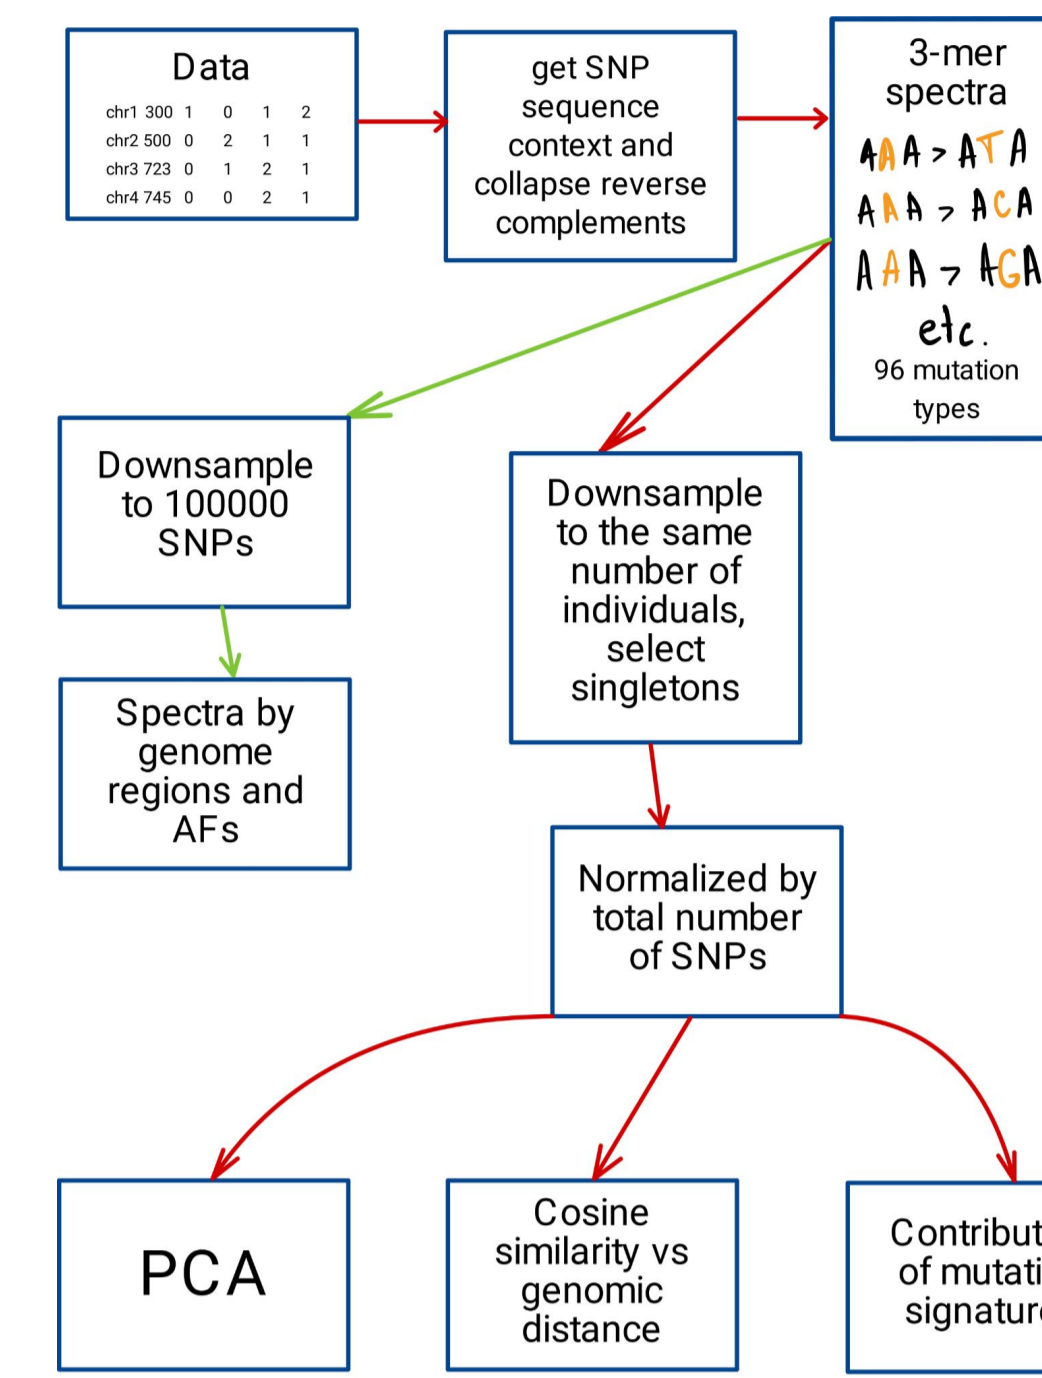 Data
chr1 300 1 0 1 2
chr2 500 0 2 1 1
chr3 723 0 1 2 1
chr4 745 0 0 2 1
get SNP
sequence
context and
collapse reverse
complements
3-mer
spectra
AAA > ATA
AAA > ACA
AAA > AGA
etc.
96 mutation
types
Downsample
to 100000
SNPs
Downsample
to the same
number of
individuals,
select
singletons
Spectra by
genome
regions and
AFs
Normalized by
total number
of SNPs
PCA
Cosine
similarity vs
genomic
distance
Contribut
of mutati
signatur